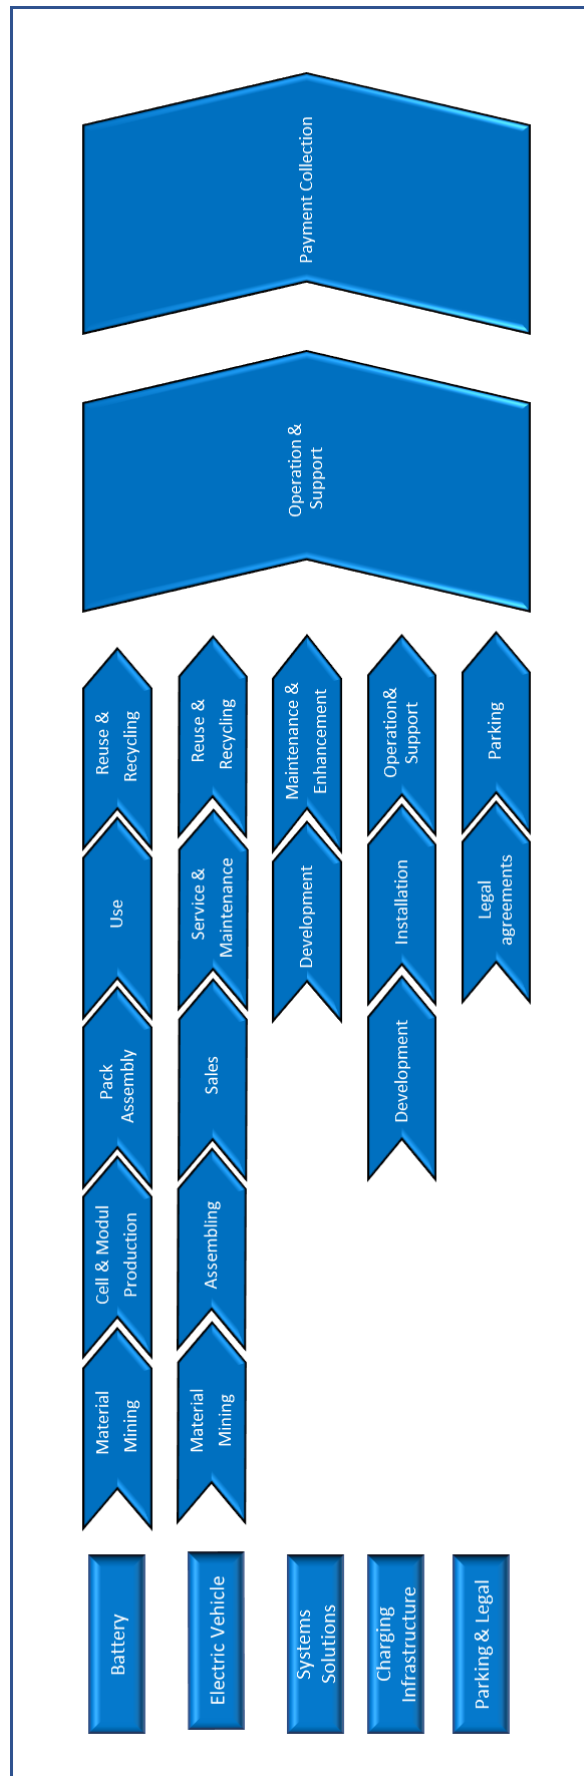 Battery
Material
Mining
Cell & Modul
Production
Pack
Assembly
Use
Reuse &
Recycling
Electric Vehicle
Material
Mining
Assembling
Sales
Service &
Maintenance
Reuse &
Recycling
Systems
Solutions
Development
Maintenance &
Enhancement
Charging
Infrastructure
Development
Installation
Operation&
Support
Parking & Legal
Legal
agreements
Parking
Operation &
Support
Payment Collection